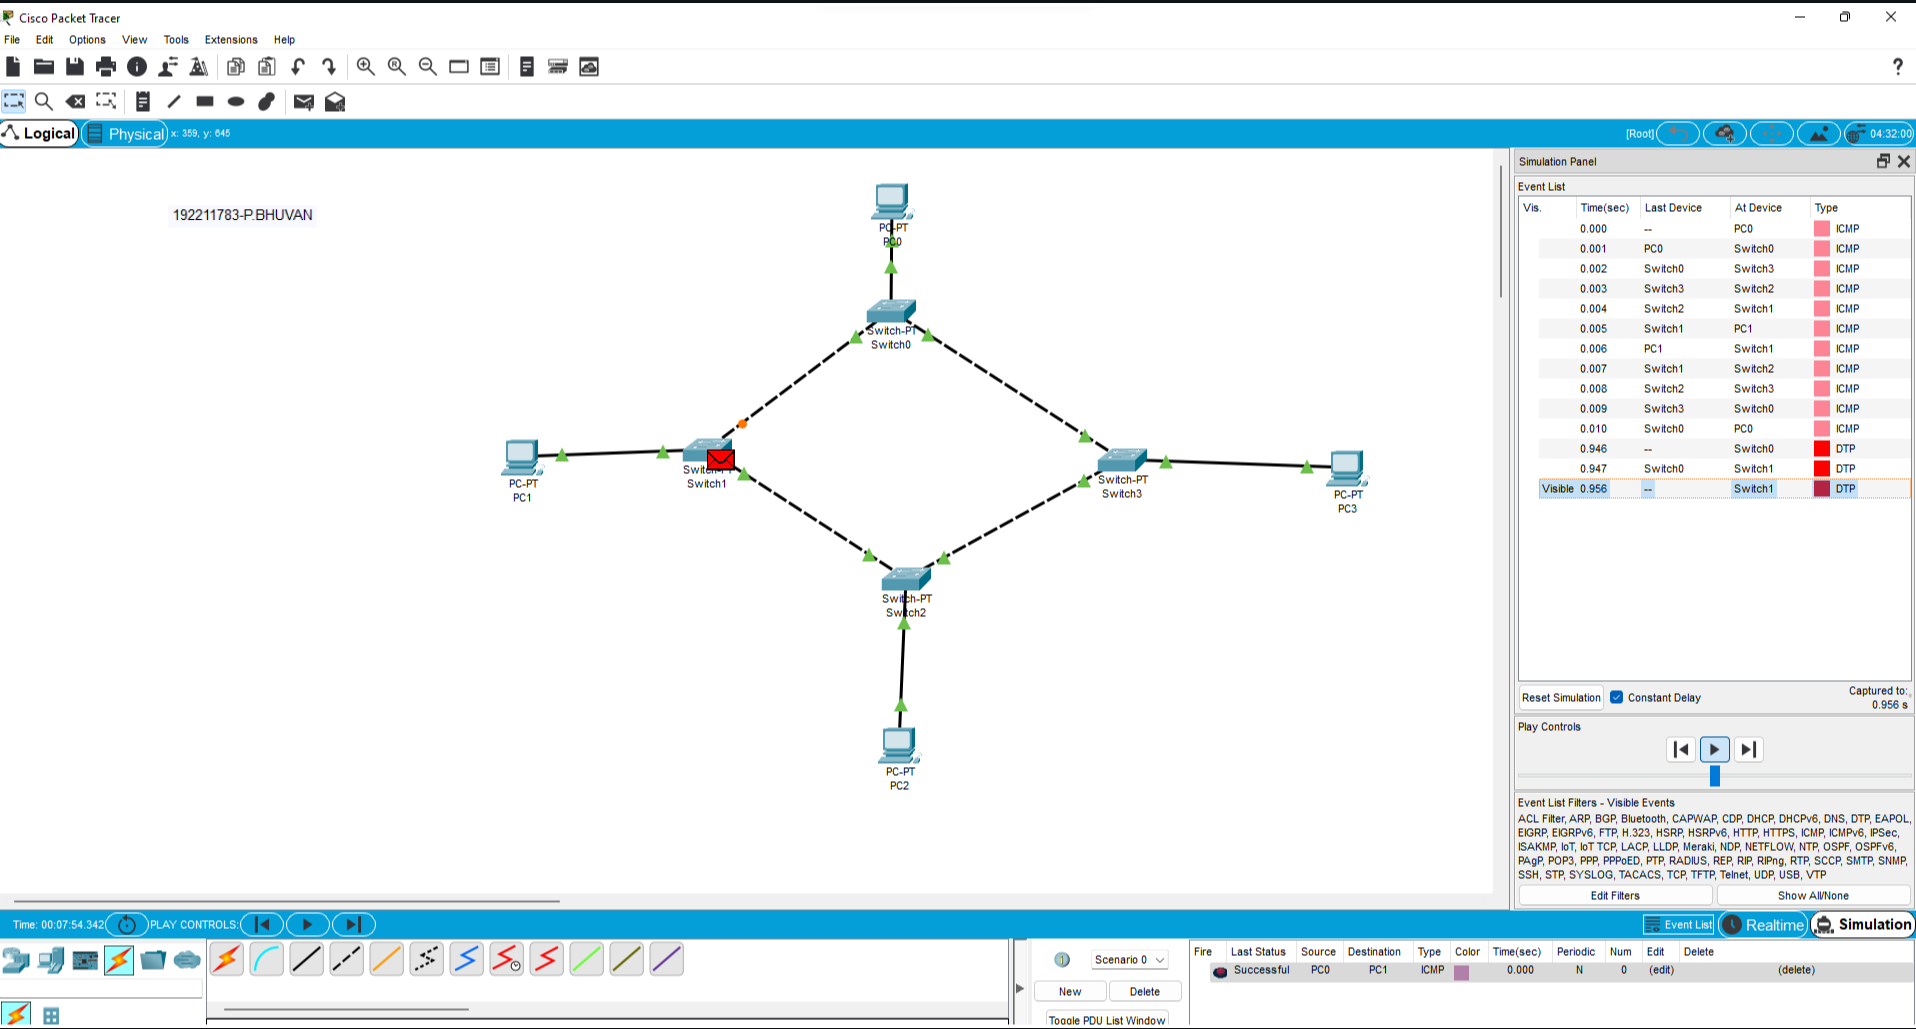 Cisco Packet Tracer
File Edit Options View Tools Extensions Help
?
Logical Physical x: 359, y: 645 [Root] 04:32:00
Simulation Panel
Event List
Vis. Time(sec) Last Device At Device Type
0.000 -- PC0 ICMP
0.001 PC0 Switch0 ICMP
0.002 Switch0 Switch3 ICMP
0.003 Switch3 Switch2 ICMP
0.004 Switch2 Switch1 ICMP
0.005 Switch1 PC1 ICMP
0.006 PC1 Switch1 ICMP
0.007 Switch1 Switch2 ICMP
0.008 Switch2 Switch3 ICMP
0.009 Switch3 Switch0 ICMP
0.010 Switch0 PC0 ICMP
0.946 -- Switch0 DTP
0.947 Switch0 Switch1 DTP
Visible 0.956 -- Switch1 DTP
192211783-P.BHUVAN
PC-PT
PC0
Switch-PT
Switch0
PC-PT
PC1
Switch-PT
Switch1
Switch-PT
Switch3
PC-PT
PC3
Switch-PT
Switch2
PC-PT
PC2
Reset Simulation Constant Delay Captured to:
0.956 s
Play Controls
Event List Filters - Visible Events
ACL Filter, ARP, BGP, Bluetooth, CAPWAP, CDP, DHCP, DHCPv6, DNS, DTP, EAPOL,
EIGRP, EIGRPv6, FTP, H.323, HSRP, HSRPv6, HTTP, HTTPS, ICMP, ICMPv6, IPSec,
ISAKMP, IoT, IoT TCP, LACP, LLDP, Meraki, NDP, NETFLOW, NTP, OSPF, OSPFv6,
PAgP, POP3, PPP, PPPoED, PTP, RADIUS, REP, RIP, RIPng, RTP, SCCP, SMTP, SNMP,
SSH, STP, SYSLOG, TACACS, TCP, TFTP, Telnet, UDP, USB, VTP
Edit Filters Show All/None
Time: 00:07:54.342 PLAY CONTROLS: Event List Realtime Simulation
Scenario 0
New Delete
Toggle PDU List Window
Fire Last Status Source Destination Type Color Time(sec) Periodic Num Edit Delete
Successful PC0 PC1 ICMP 0.000 N 0 (edit) (delete)